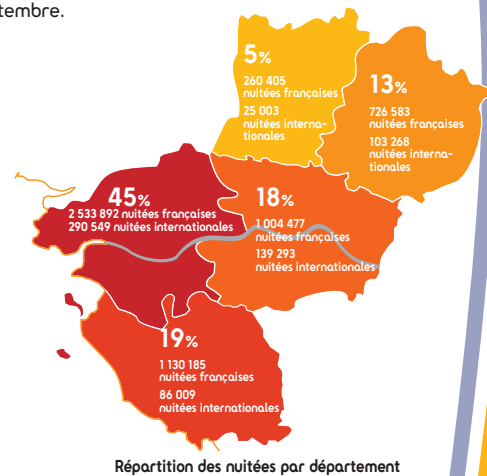 tembre.
5%
260 405
nuitées françaises
25 003
nuitées interna-
tionales
13%
726 583
nuitées françaises
103 268
nuitées interna-
tionales
45%
2 533 892 nuitées françaises
290 549 nuitées internationales
18%
1 004 477
nuitées françaises
139 293
nuitées internationales
19%
1 130 185
nuitées françaises
86 009
nuitées internationales
Répartition des nuitées par département